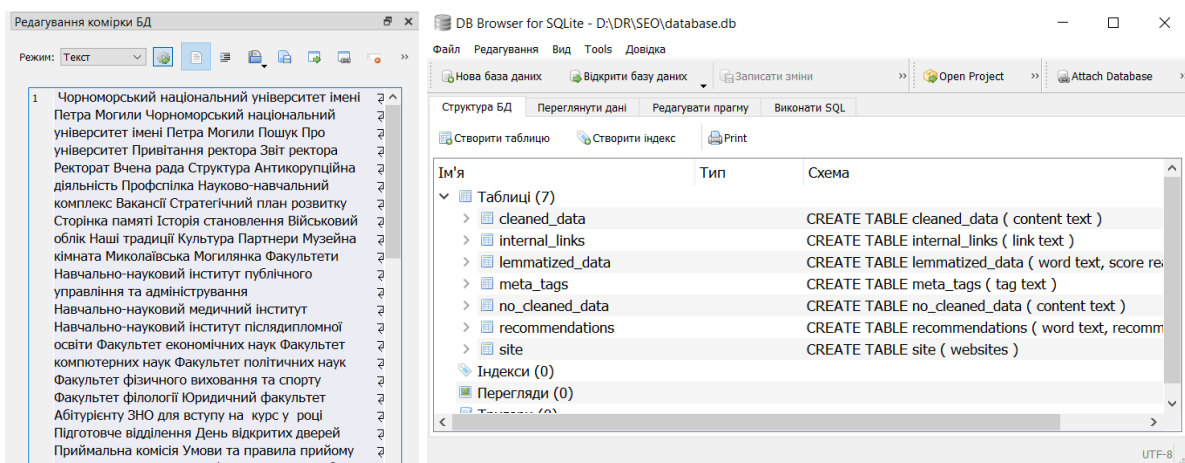 Редагування комірки БД
Режим: Текст
1 Чорноморський національний університет імені
Петра Могили Чорноморський національний
університет імені Петра Могили Пошук Про
університет Привітання ректора Звіт ректора
Ректорат Вчена рада Структура Антикорупційна
діяльність Профспілка Науково-навчальний
комплекс Вакансії Стратегічний план розвитку
Сторінка памяті Історія становлення Військовий
облік Наші традиції Культура Партнери Музейна
кімната Миколаївська Могилянка Факультети
Навчально-науковий інститут публічного
управління та адміністрування
Навчально-науковий медичний інститут
Навчально-науковий інститут післядипломної
освіти Факультет економічних наук Факультет
компютерних наук Факультет політичних наук
Факультет фізичного виховання та спорту
Факультет філології Юридичний факультет
Абітурієнту ЗНО для вступу на курс у році
Підготовче відділення День відкритих дверей
Приймальна комісія Умови та правила прийому
DB Browser for SQLite - D:\DR\SEO\database.db
Файл Редагування Вид Tools Довідка
Нова база даних Відкрити базу даних Записати зміни » Open Project » Attach Database
Структура БД Переглянути дані Редагувати прагму Виконати SQL
Створити таблицю Створити індекс Print
Ім'я Тип Схема
Таблиці (7)
cleaned_data CREATE TABLE cleaned_data ( content text )
internal_links CREATE TABLE internal_links ( link text )
lemmatized_data CREATE TABLE lemmatized_data ( word text, score rea
meta_tags CREATE TABLE meta_tags ( tag text )
no_cleaned_data CREATE TABLE no_cleaned_data ( content text )
recommendations CREATE TABLE recommendations ( word text, recomm
site CREATE TABLE site ( websites )
Індекси (0)
Перегляди (0)
UTF-8